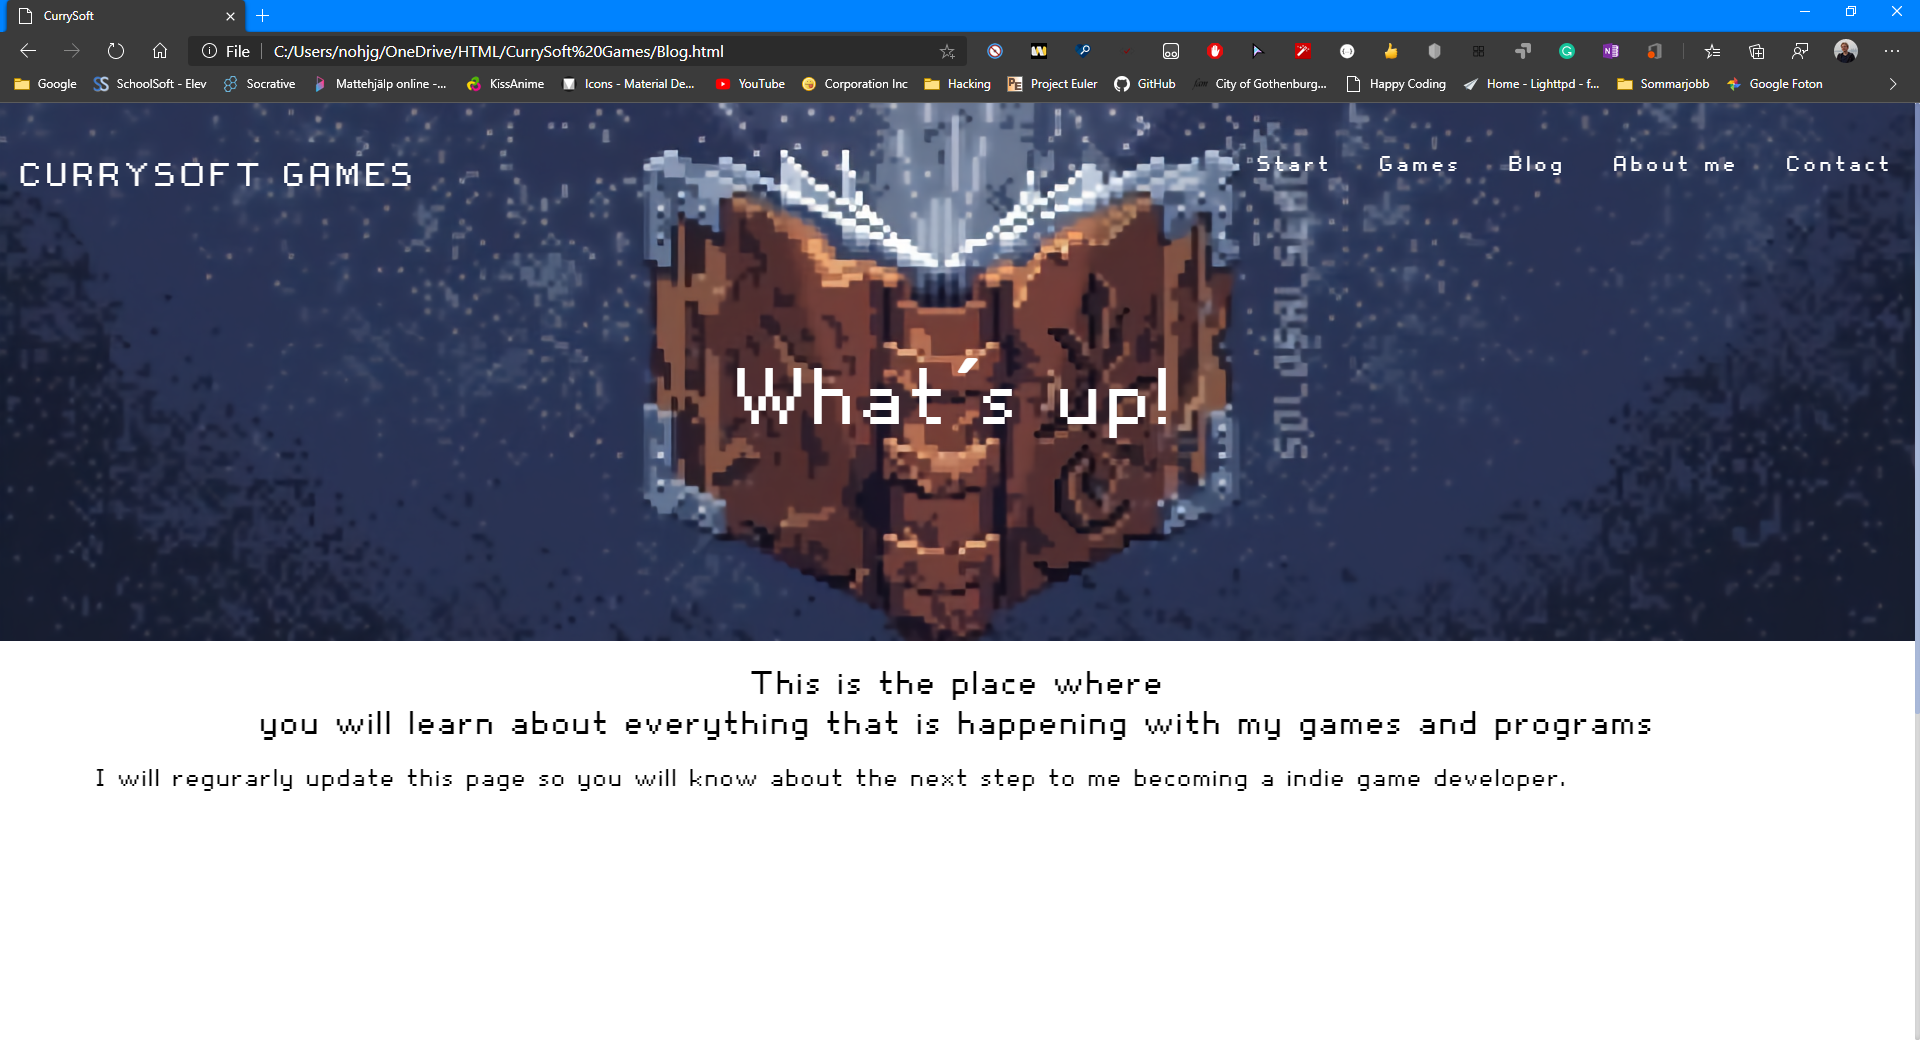 CurrySoft
File
C:/Users/nohjg/OneDrive/HTML/CurrySoft%20Games/Blog.html
Google SchoolSoft - Elev Socrative Mattehjälp online -... KissAnime Icons - Material De... YouTube Corporation Inc Hacking Project Euler GitHub City of Gothenburg... Happy Coding Home - Lighttpd - f... Sommarjobb Google Foton
CURRYSOFT GAMES
Start Games Blog About me Contact
What´s up!
This is the place where
you will learn about everything that is happening with my games and programs
I will regurarly update this page so you will know about the next step to me becoming a indie game developer.